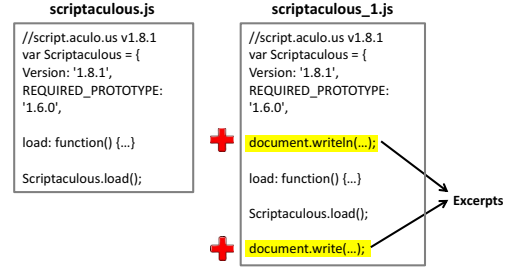 scriptaculous.js
//script.aculo.us v1.8.1
var Scriptaculous = {
Version: '1.8.1',
REQUIRED_PROTOTYPE:
'1.6.0',
load: function() {…}
Scriptaculous.load();
scriptaculous_1.js
//script.aculo.us v1.8.1
var Scriptaculous = {
Version: '1.8.1',
REQUIRED_PROTOTYPE:
'1.6.0',
document.writeln(…);
load: function() {…}
Scriptaculous.load();
document.write(…);
Excerpts